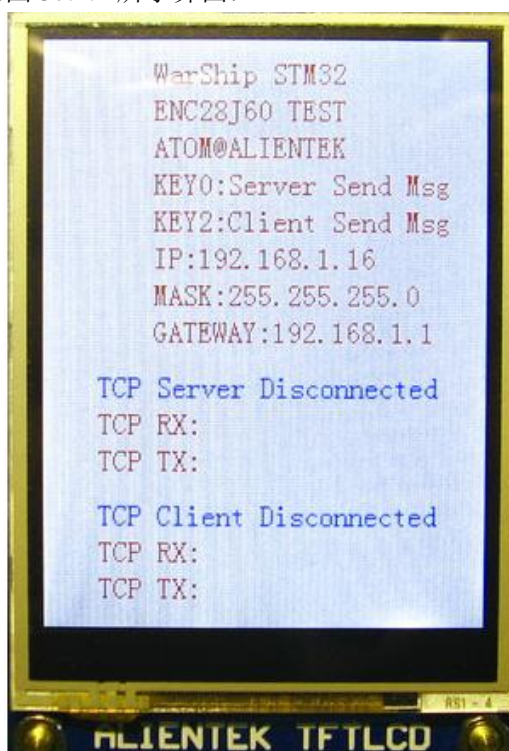 WarShip STM32
ENC28J60 TEST
ATOM@ALIENTEK
KEY0:Server Send Msg
KEY2:Client Send Msg
IP:192.168.1.16
MASK:255.255.255.0
GATEWAY:192.168.1.1
TCP Server Disconnected
TCP RX:
TCP TX:
TCP Client Disconnected
TCP RX:
TCP TX:
RS1-4
ALIENTEK TFTLCD